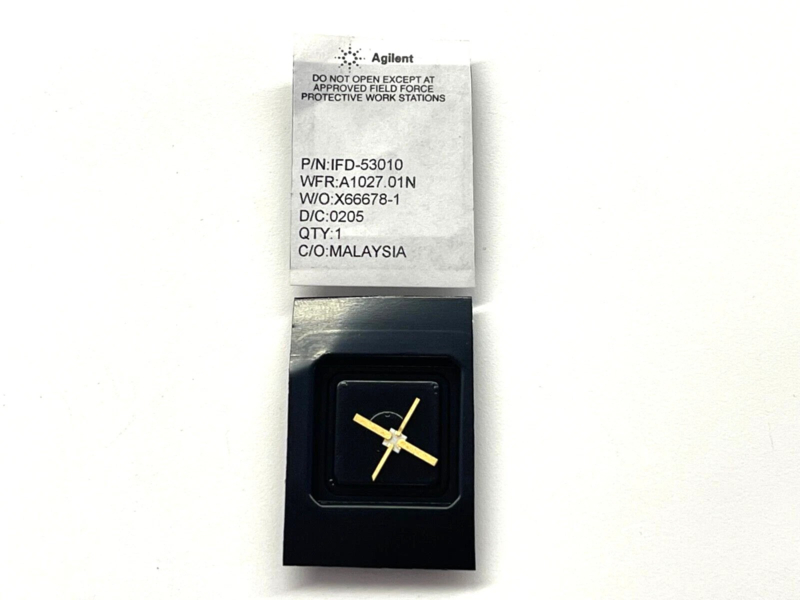 Agilent
DO NOT OPEN EXCEPT AT
APPROVED FIELD FORCE
PROTECTIVE WORK STATIONS
P/N:IFD-53010
WFR:A1027.01N
W/O:X66678-1
D/C:0205
QTY:1
C/O:MALAYSIA